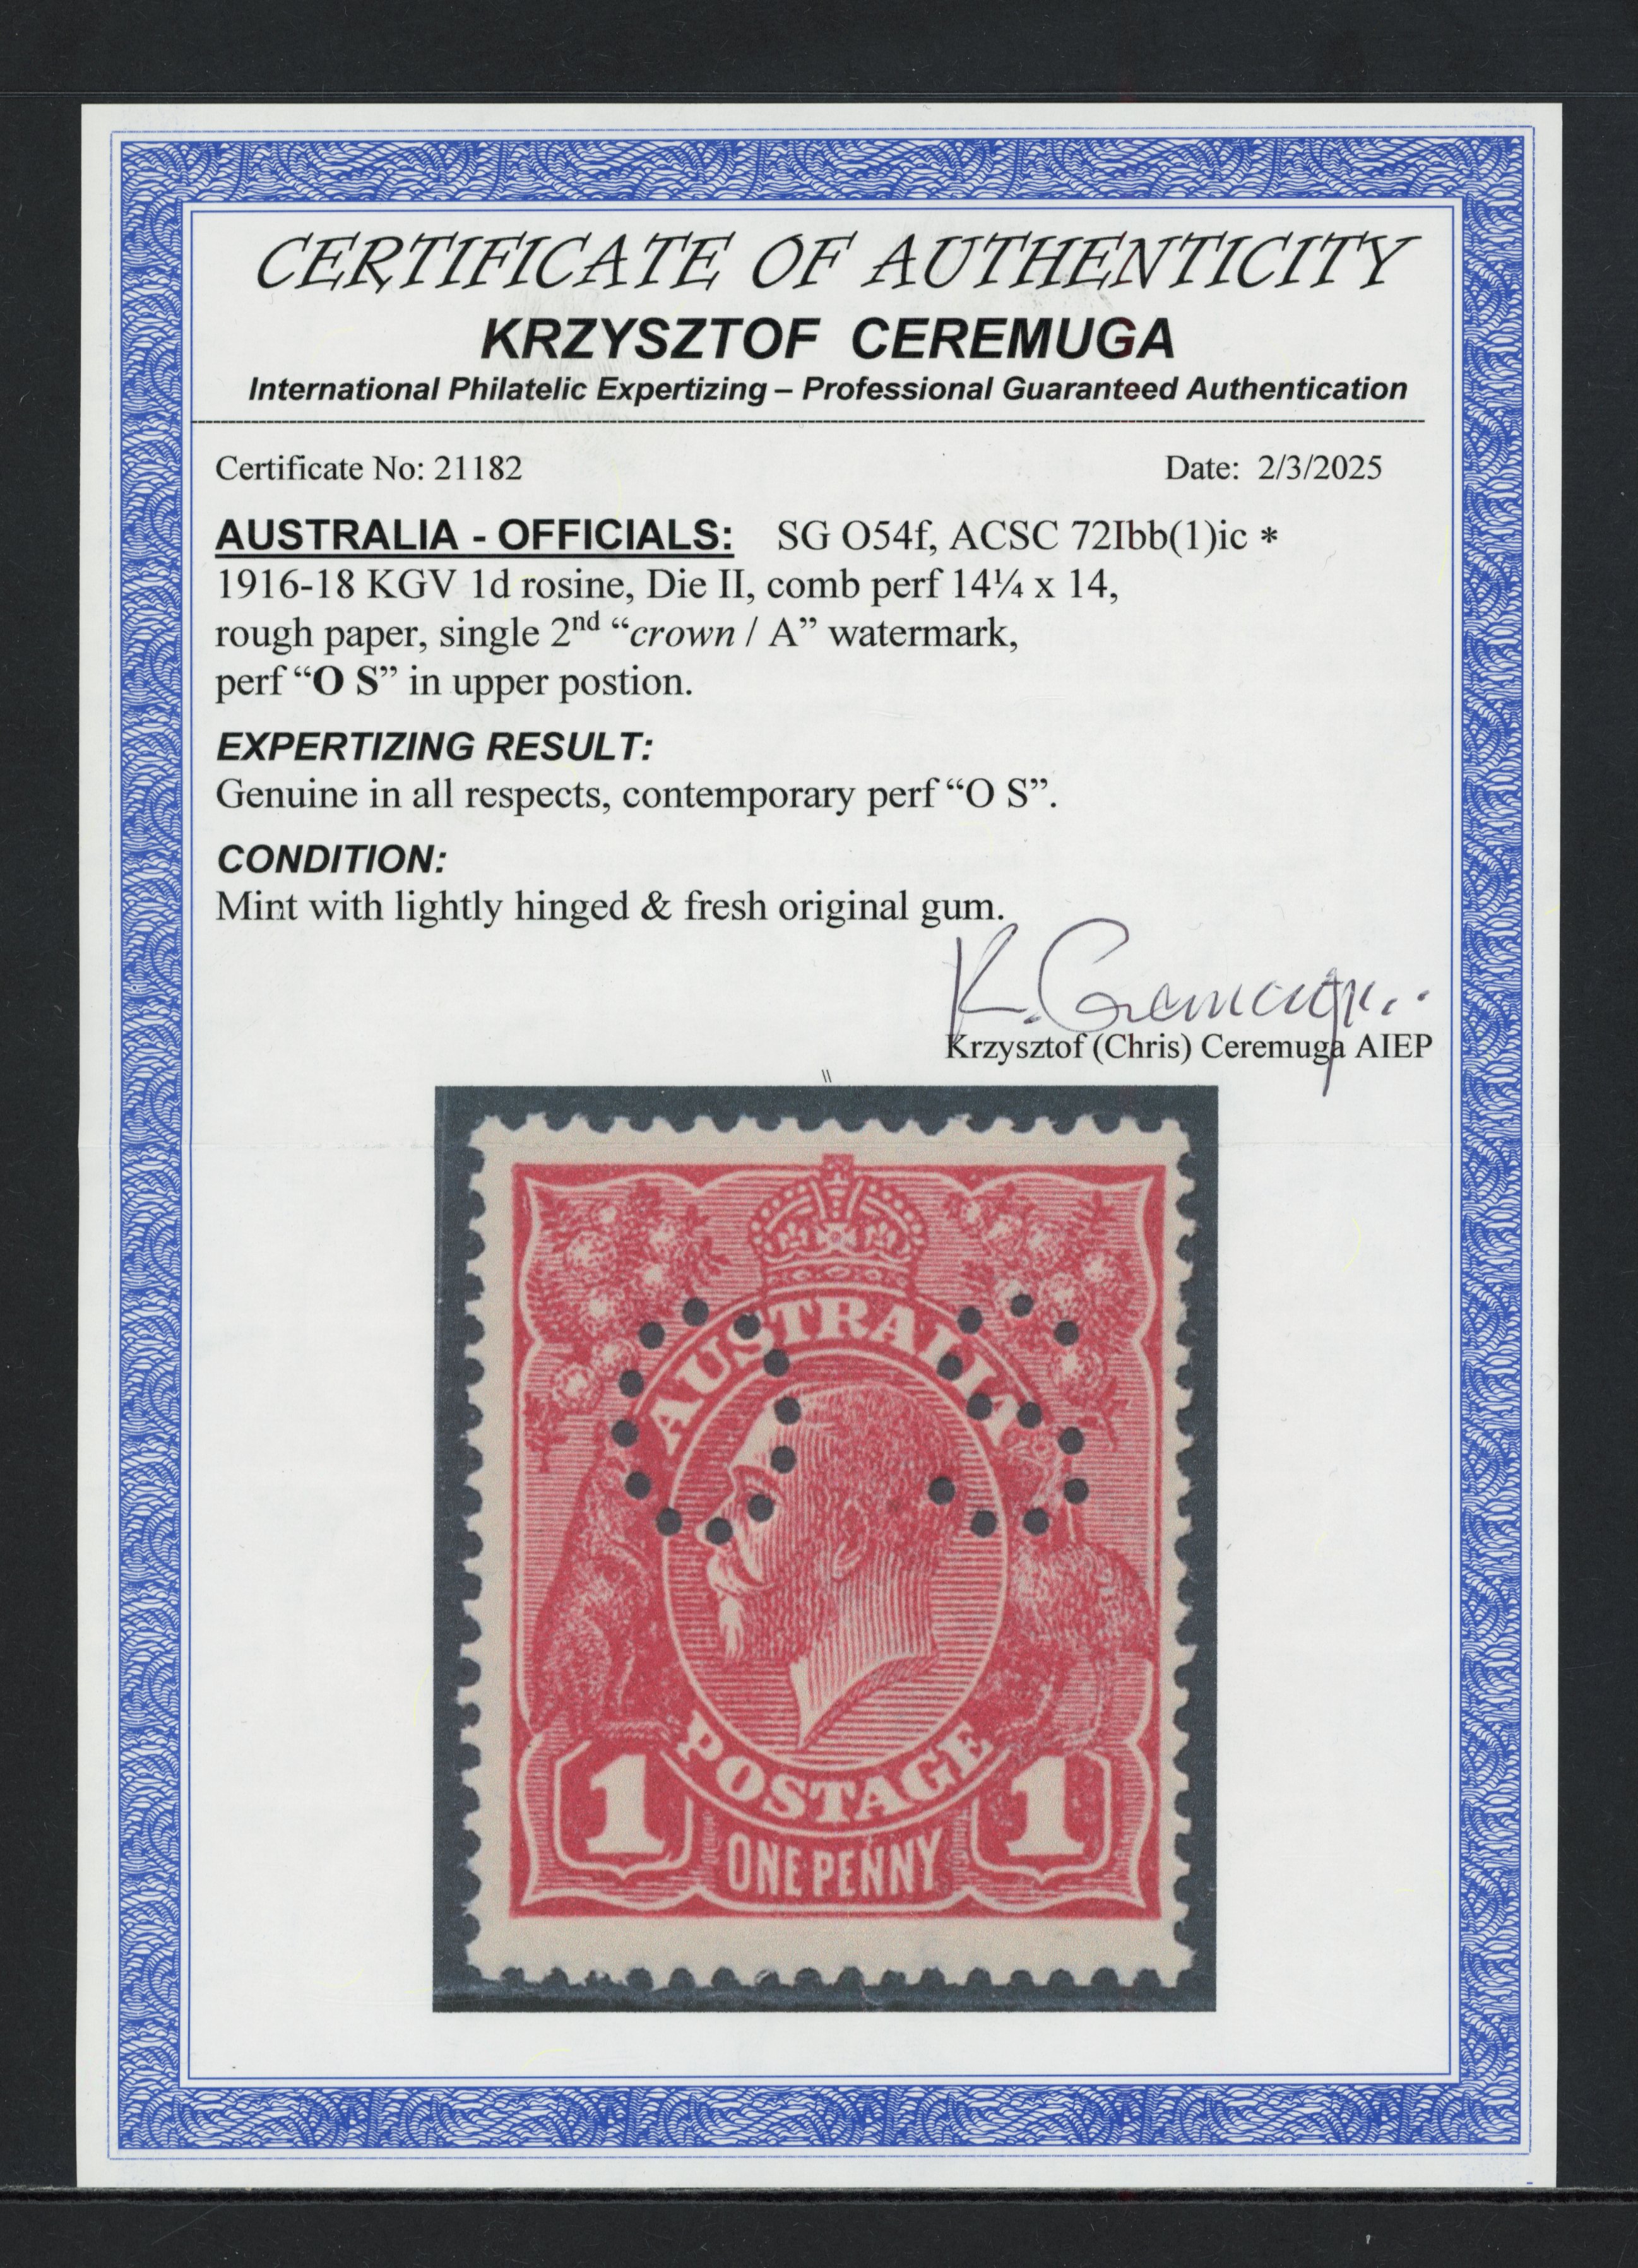 CERTIFICATE OF AUTHENTICITY
KRZYSZTOF CEREMUGA
International Philatelic Expertizing – Professional Guaranteed Authentication
Certificate No: 21182 Date: 2/3/2025
AUSTRALIA - OFFICIALS: SG O54f, ACSC 72Ibb(1)ic *
1916-18 KGV 1d rosine, Die II, comb perf 14¼ x 14,
rough paper, single 2nd “crown / A” watermark,
perf “O S” in upper postion.
EXPERTIZING RESULT:
Genuine in all respects, contemporary perf “O S”.
CONDITION:
Mint with lightly hinged & fresh original gum.
K. Ceremuga
Krzysztof (Chris) Ceremuga AIEP
AUSTRALIA
OS
POSTAGE
1 1
ONE PENNY